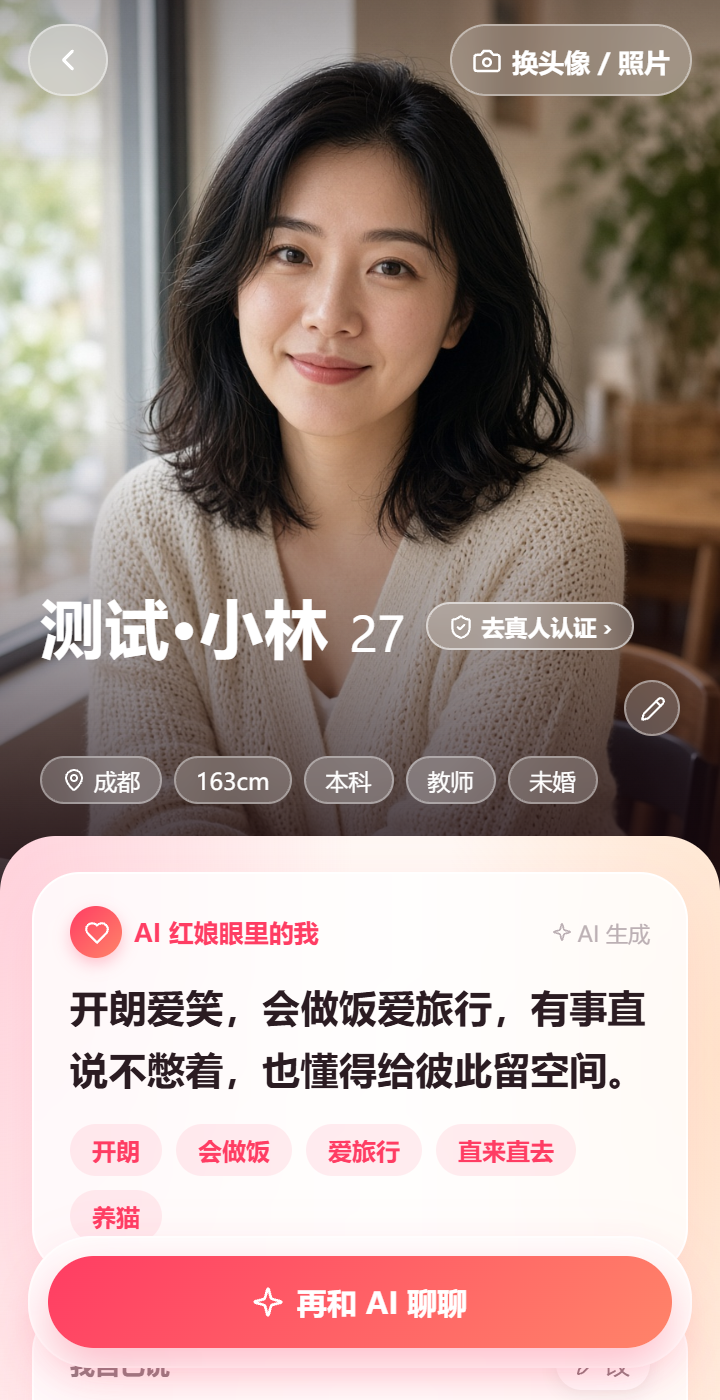 换头像 / 照片
测试·小林 27 去真人认证 ›
成都 163cm 本科 教师 未婚
AI 红娘眼里的我 AI 生成
开朗爱笑，会做饭爱旅行，有事直
说不憋着，也懂得给彼此留空间。
开朗 会做饭 爱旅行 直来直去
养猫
再和 AI 聊聊